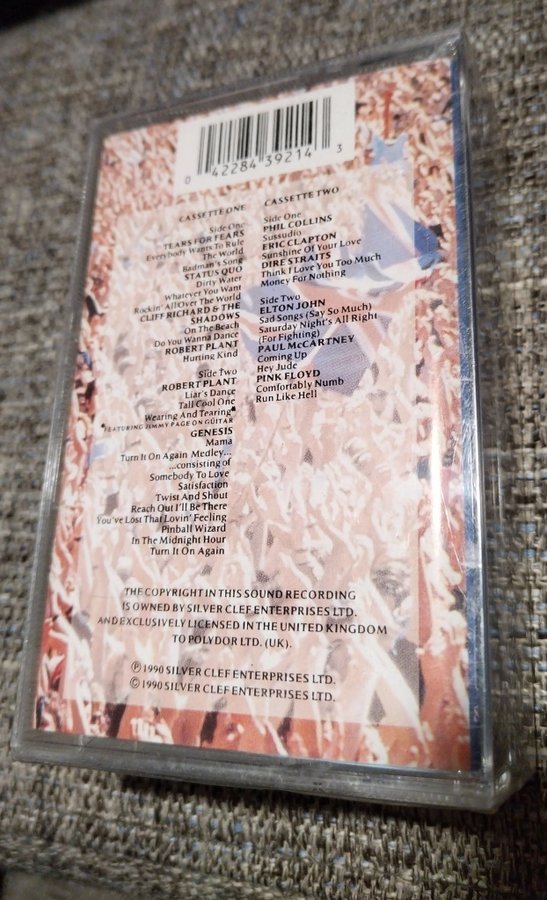 0 42284 39214 3
CASSETTE ONE
Side One
TEARS FOR FEARS
Everybody Wants To Rule
The World
Badman's Song
STATUS QUO
Dirty Water
Whatever You Want
Rockin' All Over The World
CLIFF RICHARD & THE
SHADOWS
On The Beach
Do You Wanna Dance
ROBERT PLANT
Hurting Kind
Side Two
ROBERT PLANT
Liar's Dance
Tall Cool One
Wearing And Tearing*
*FEATURING JIMMY PAGE ON GUITAR
GENESIS
Mama
Turn It On Again Medley...
...consisting of
Somebody To Love
Satisfaction
Twist And Shout
Reach Out I'll Be There
You've Lost That Lovin' Feeling
Pinball Wizard
In The Midnight Hour
Turn It On Again
CASSETTE TWO
Side One
PHIL COLLINS
Sussudio
ERIC CLAPTON
Sunshine Of Your Love
DIRE STRAITS
Think I Love You Too Much
Money For Nothing
Side Two
ELTON JOHN
Sad Songs (Say So Much)
Saturday Night's All Right
(For Fighting)
PAUL McCARTNEY
Coming Up
Hey Jude
PINK FLOYD
Comfortably Numb
Run Like Hell
THE COPYRIGHT IN THIS SOUND RECORDING
IS OWNED BY SILVER CLEF ENTERPRISES LTD.
AND EXCLUSIVELY LICENSED IN THE UNITED KINGDOM
TO POLYDOR LTD. (UK).
℗ 1990 SILVER CLEF ENTERPRISES LTD.
© 1990 SILVER CLEF ENTERPRISES LTD.